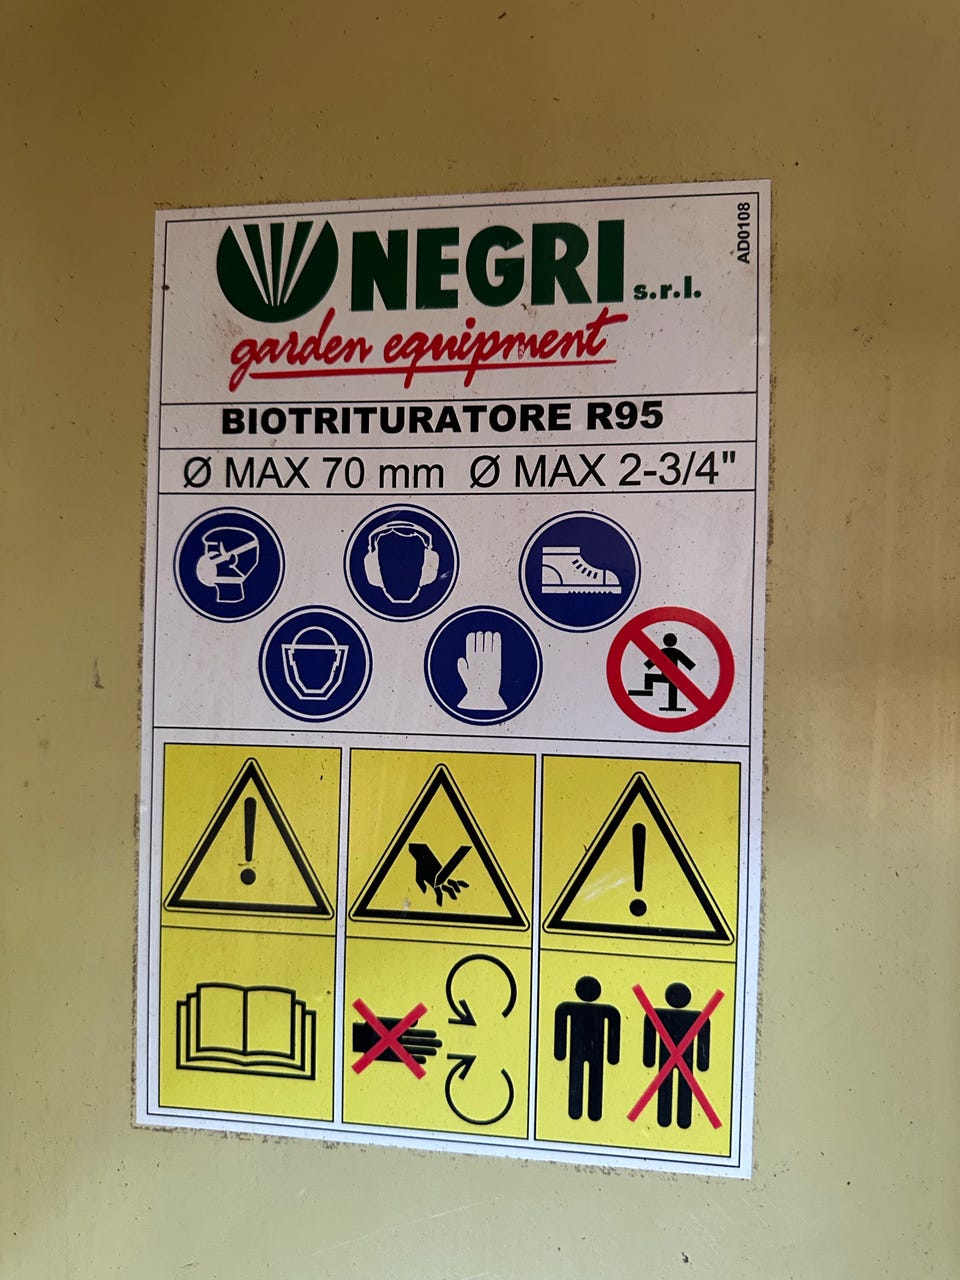 NEGRI s.r.l.
AD0108
garden equipment
BIOTRITURATORE R95
Ø MAX 70 mm Ø MAX 2-3/4"